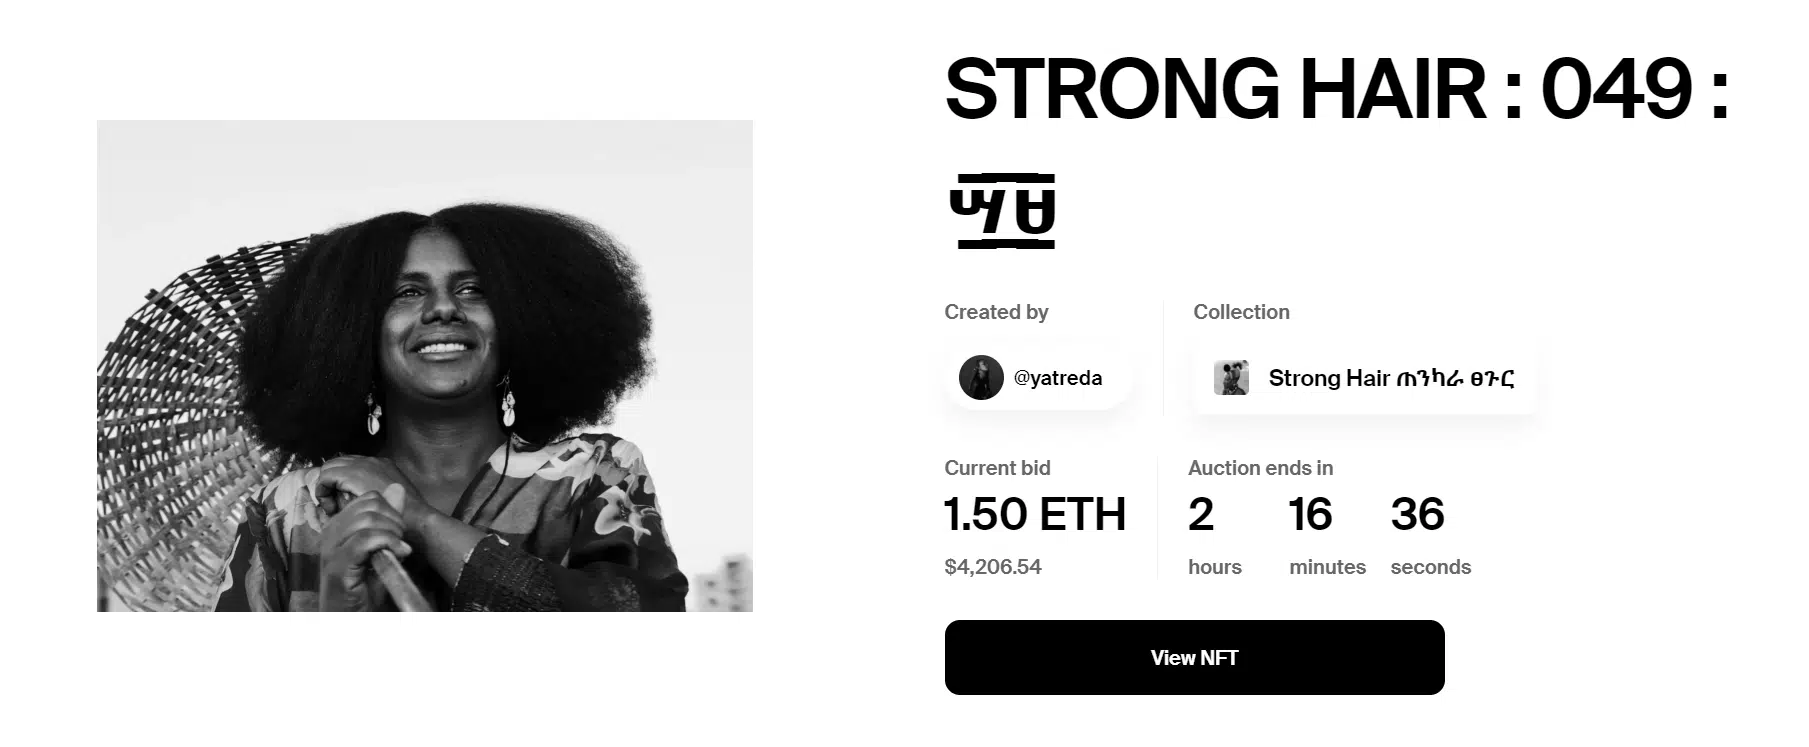 STRONG HAIR : 049 :
፵፱
Created by
Collection
@yatreda
Strong Hair ጠንካራ ፀጉር
Current bid
Auction ends in
1.50 ETH
2 16 36
$4,206.54
hours minutes seconds
View NFT